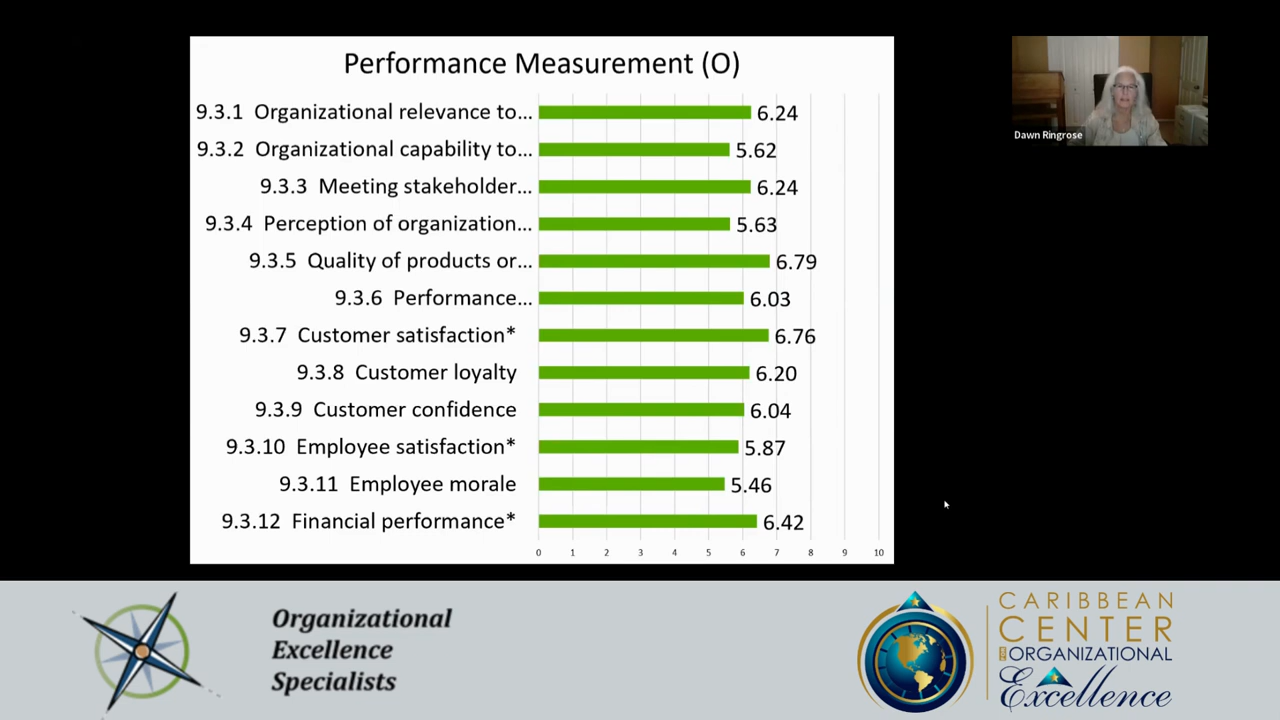 Performance Measurement (O)
9.3.1 Organizational relevance to... 6.24
9.3.2 Organizational capability to... 5.62
9.3.3 Meeting stakeholder... 6.24
9.3.4 Perception of organization... 5.63
9.3.5 Quality of products or... 6.79
9.3.6 Performance... 6.03
9.3.7 Customer satisfaction* 6.76
9.3.8 Customer loyalty 6.20
9.3.9 Customer confidence 6.04
9.3.10 Employee satisfaction* 5.87
9.3.11 Employee morale 5.46
9.3.12 Financial performance* 6.42
0 1 2 3 4 5 6 7 8 9 10
Dawn Ringrose
Organizational
Excellence
Specialists
CARIBBEAN
CENTER
ORGANIZATIONAL
Excellence